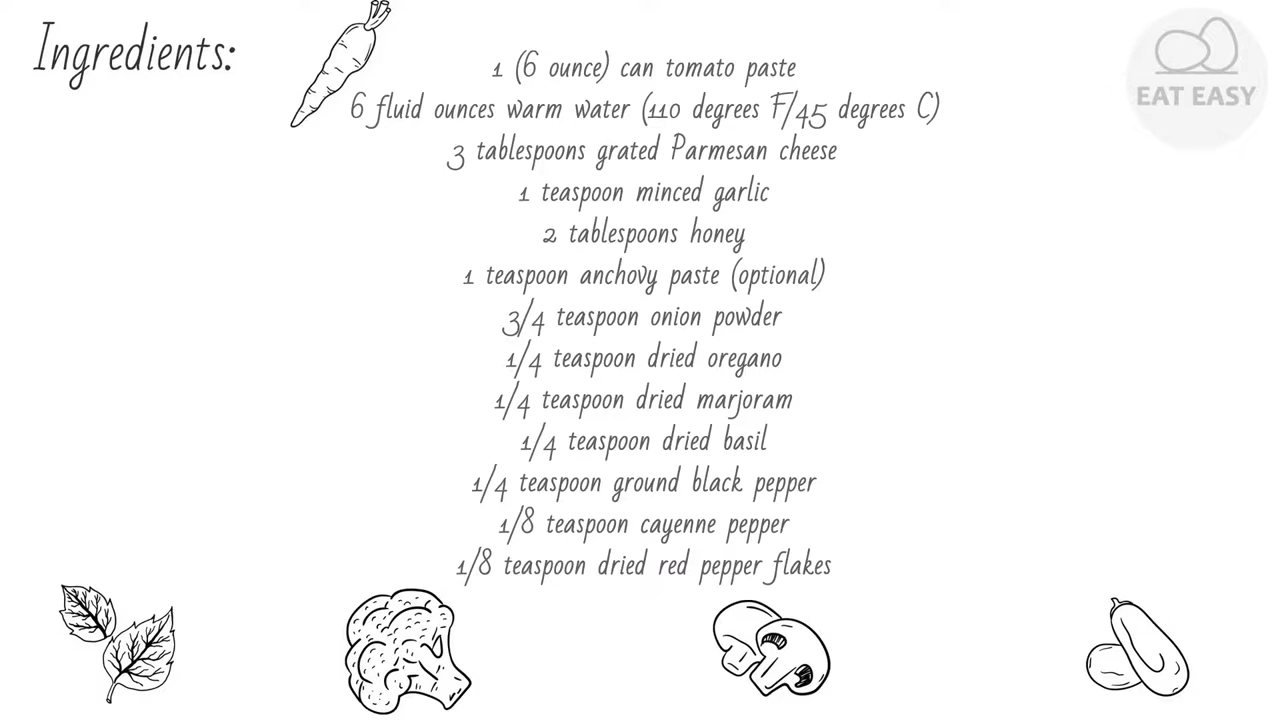 Ingredients:
1 (6 ounce) can tomato paste
6 fluid ounces warm water (110 degrees F/45 degrees C)
3 tablespoons grated Parmesan cheese
1 teaspoon minced garlic
2 tablespoons honey
1 teaspoon anchovy paste (optional)
3/4 teaspoon onion powder
1/4 teaspoon dried oregano
1/4 teaspoon dried marjoram
1/4 teaspoon dried basil
1/4 teaspoon ground black pepper
1/8 teaspoon cayenne pepper
1/8 teaspoon dried red pepper flakes
EAT EASY